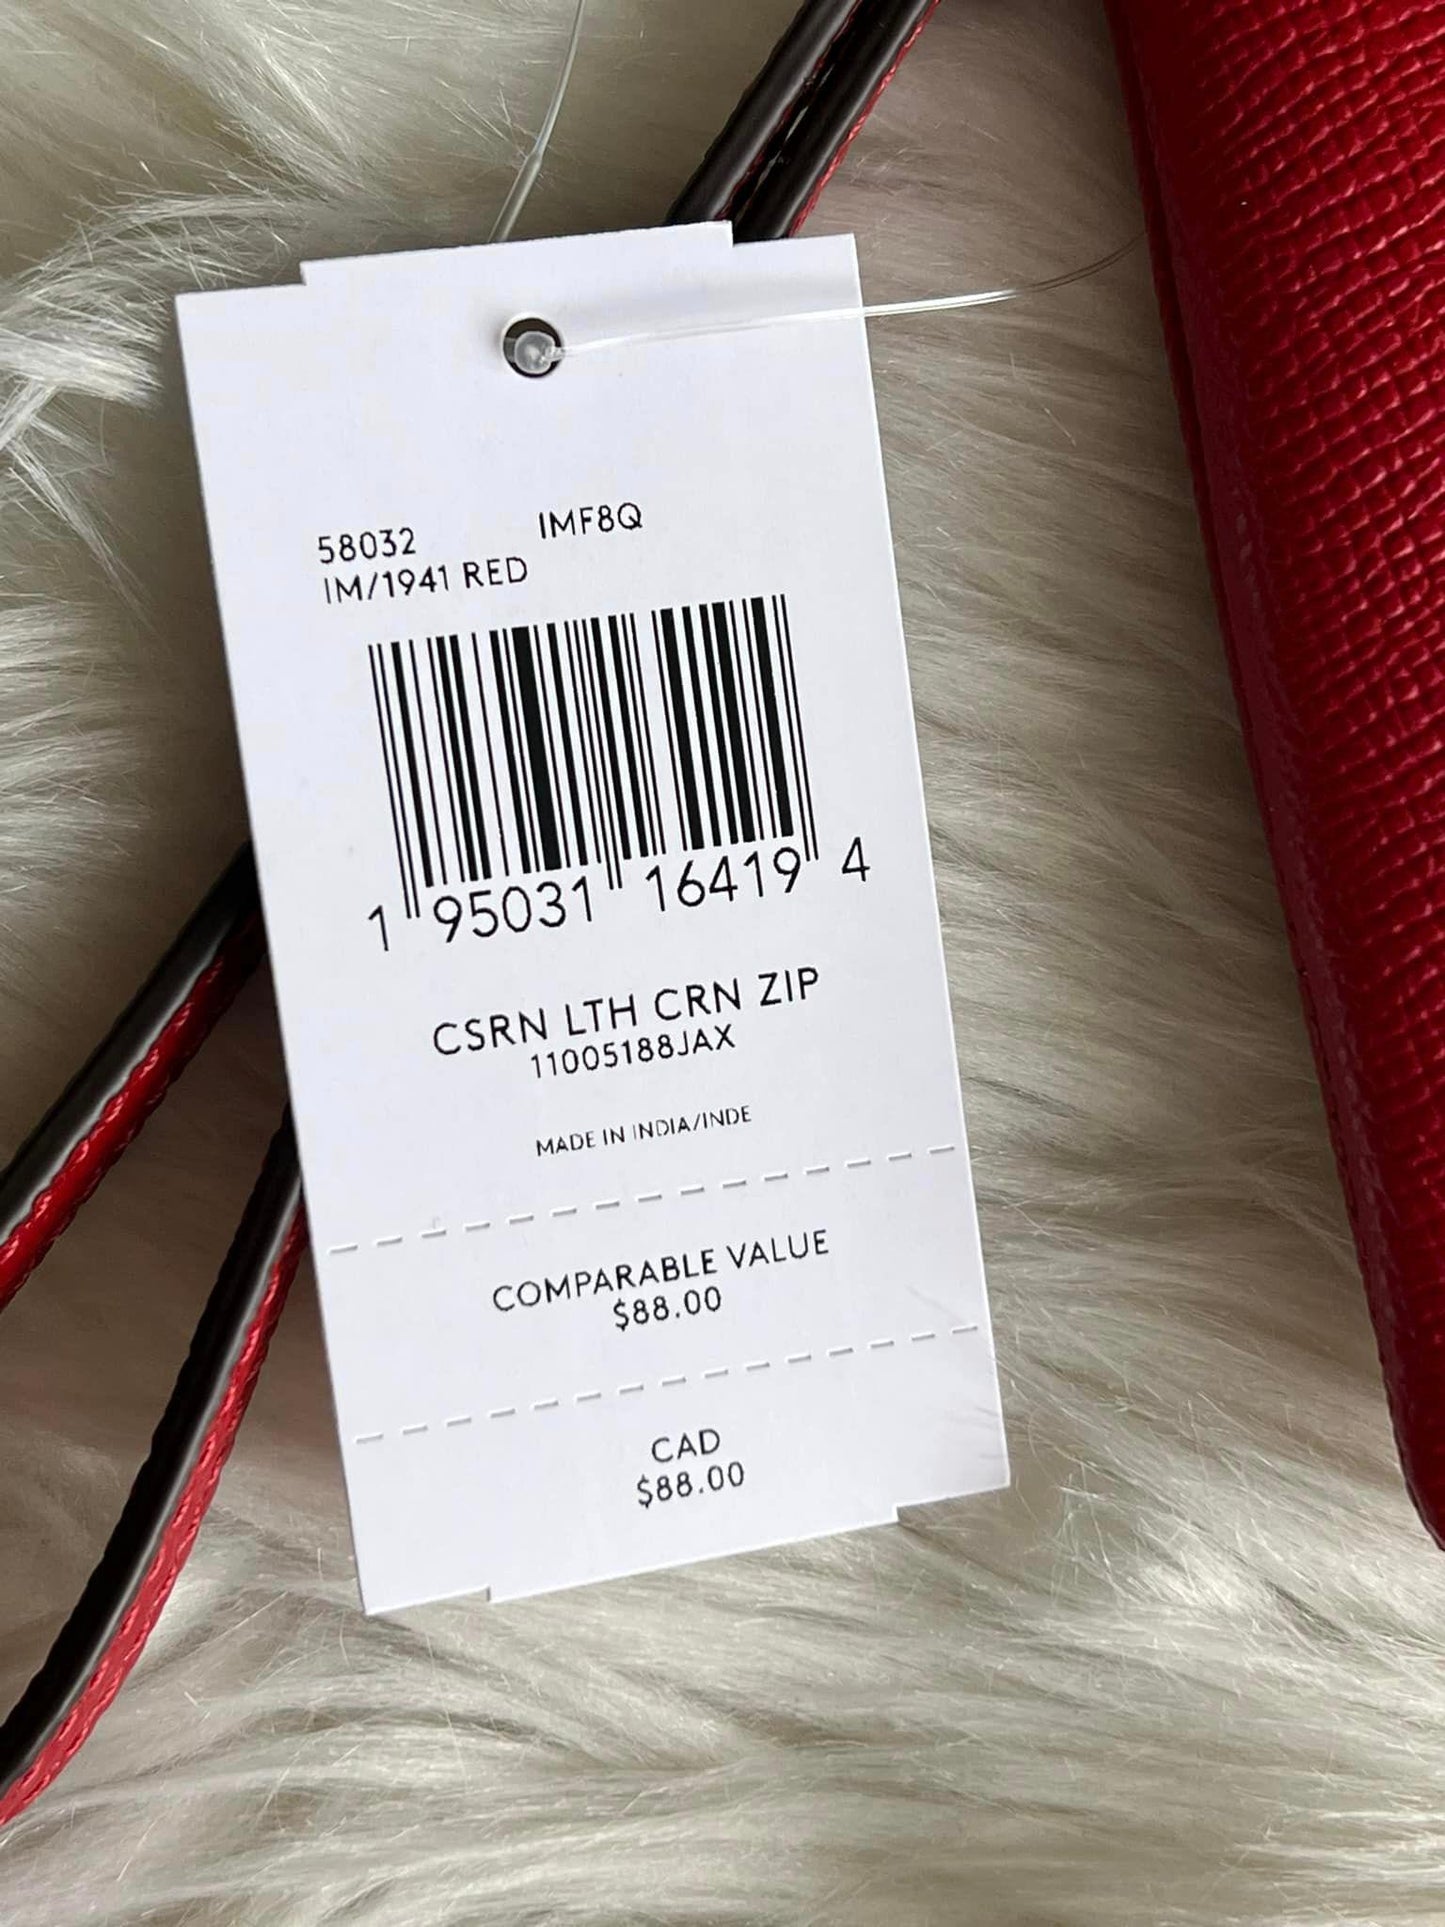 58032 IMF8Q
IM/1941 RED
1 95031 16419 4
CSRN LTH CRN ZIP
11005188JAX
MADE IN INDIA/INDE
COMPARABLE VALUE
$88.00
CAD
$88.00